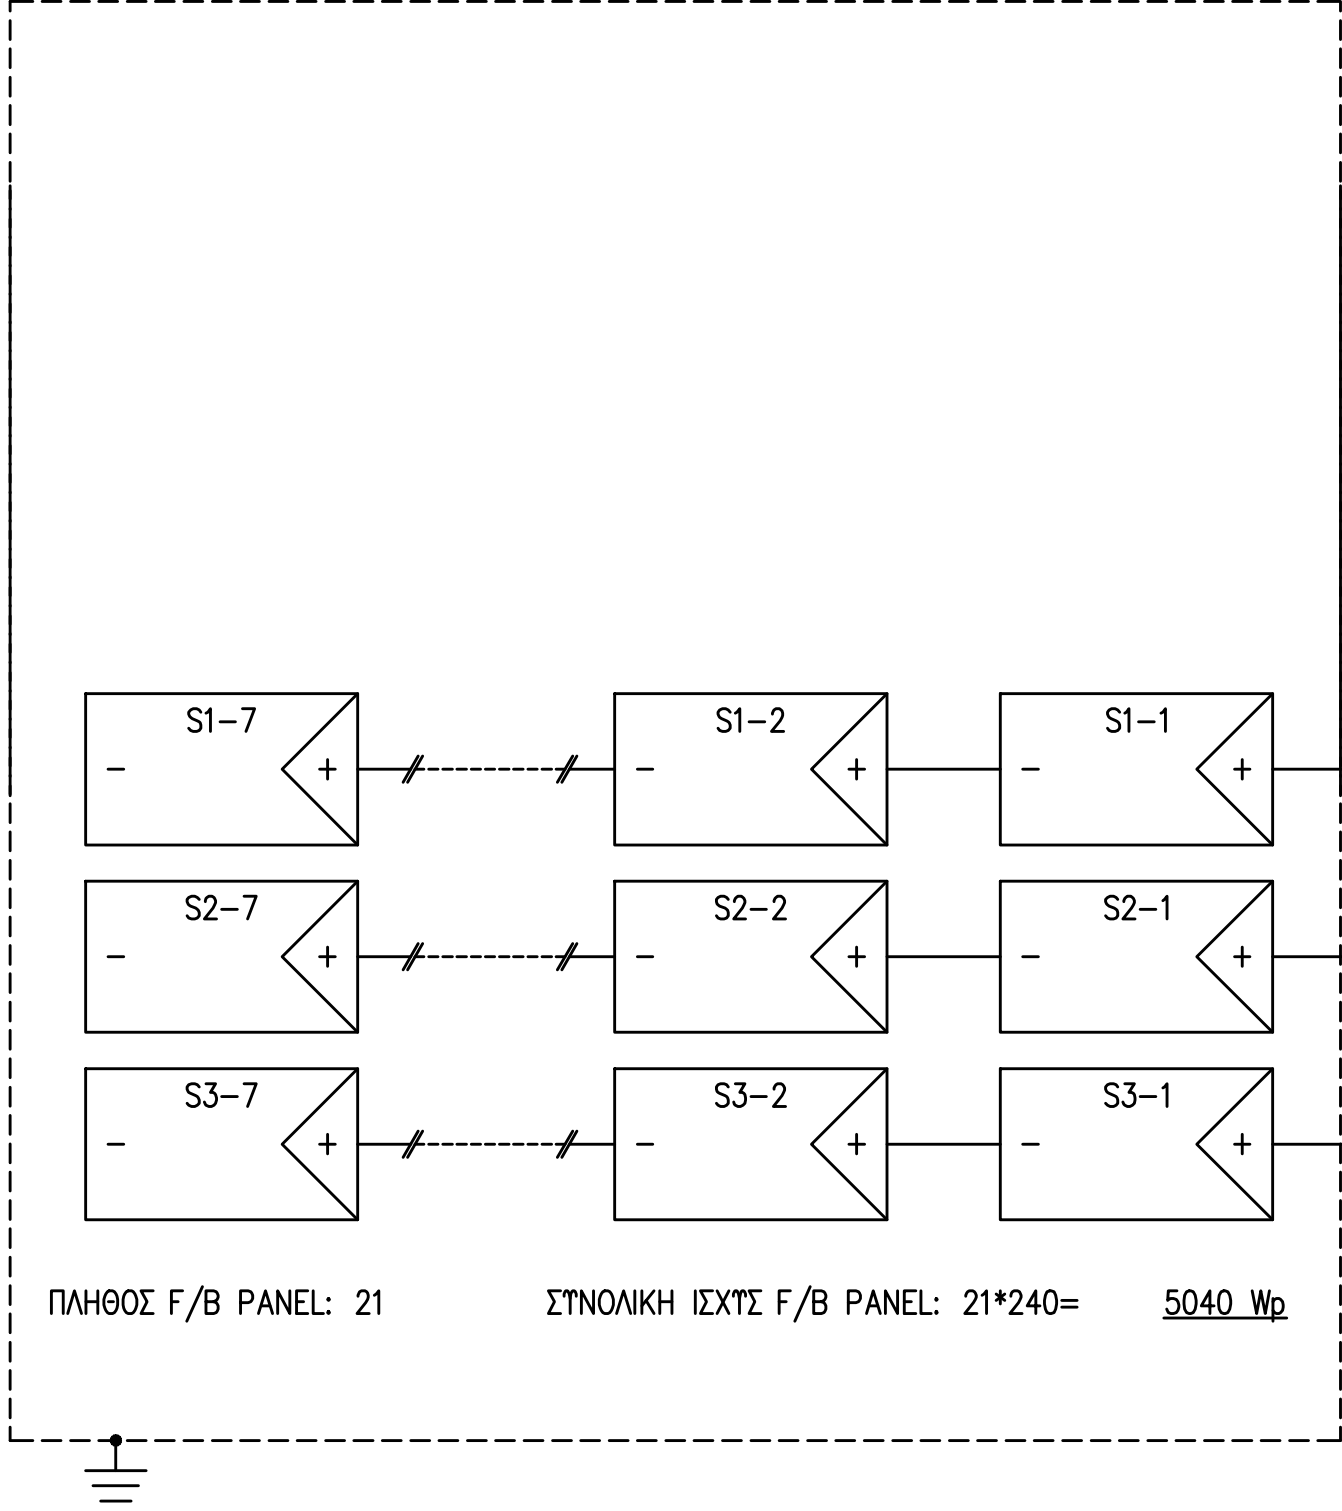 S1-7 S1-2 S1-1
- + - + - +
S2-7 S2-2 S2-1
- + - + - +
S3-7 S3-2 S3-1
- + - + - +
ΠΛΗΘΟΣ F/B PANEL: 21 ΣΥΝΟΛΙΚΗ ΙΣΧΥΣ F/B PANEL: 21*240= 5040 Wp